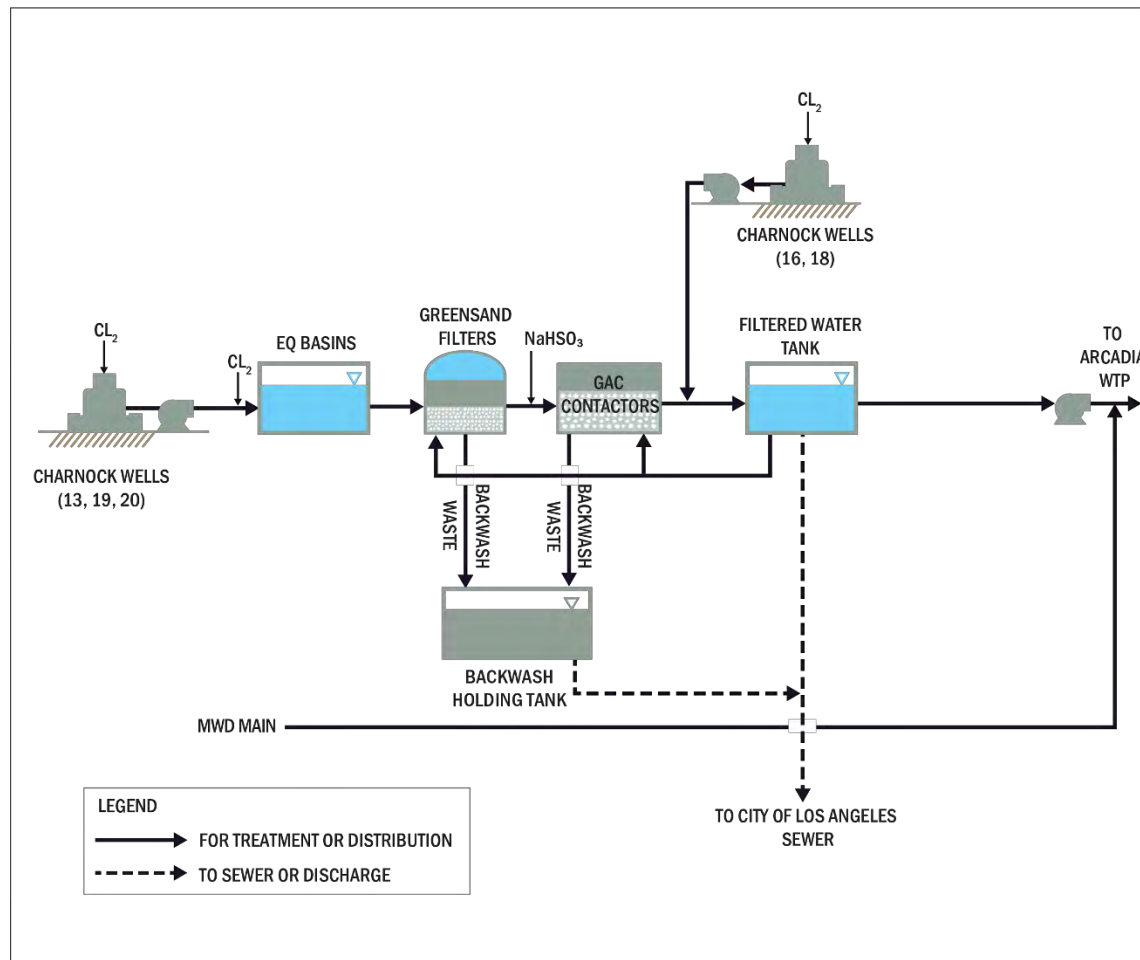 CL₂
CHARNOCK WELLS
(16, 18)
CL₂
CL₂
EQ BASINS
GREENSAND
FILTERS
NaHSO₃
GAC
CONTACTORS
FILTERED WATER
TANK
TO
ARCADIA
WTP
CHARNOCK WELLS
(13, 19, 20)
BACKWASH
WASTE
BACKWASH
WASTE
BACKWASH
HOLDING TANK
MWD MAIN
TO CITY OF LOS ANGELES
SEWER
LEGEND
FOR TREATMENT OR DISTRIBUTION
TO SEWER OR DISCHARGE